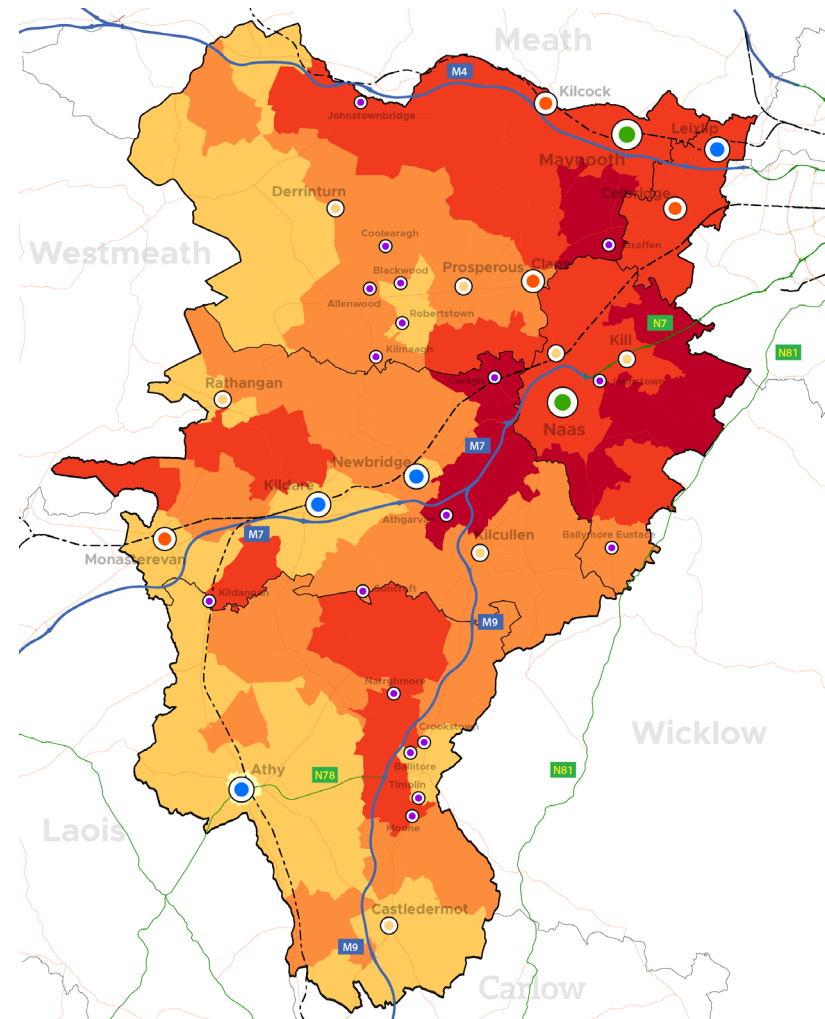 Meath
M4
Kilcock
Johnstownbridge
Leixlip
Maynooth
Derrinturn
Celbridge
Westmeath
Coolearagh
Straffan
Blackwood
Prosperous
Clane
Allenwood
Robertstown
N7
Kilmeagh
Kill
N81
Rathangan
Caragh
Johnstown
Naas
M7
Newbridge
Kildare
Athgarvan
M7
Kilcullen
Ballymore Eustace
Monasterevan
Kildangan
Suncroft
M9
Narraghmore
Crookstown
Wicklow
Ballitore
Athy
N78
N81
Timolin
Laois
Moone
Castledermot
M9
Carlow